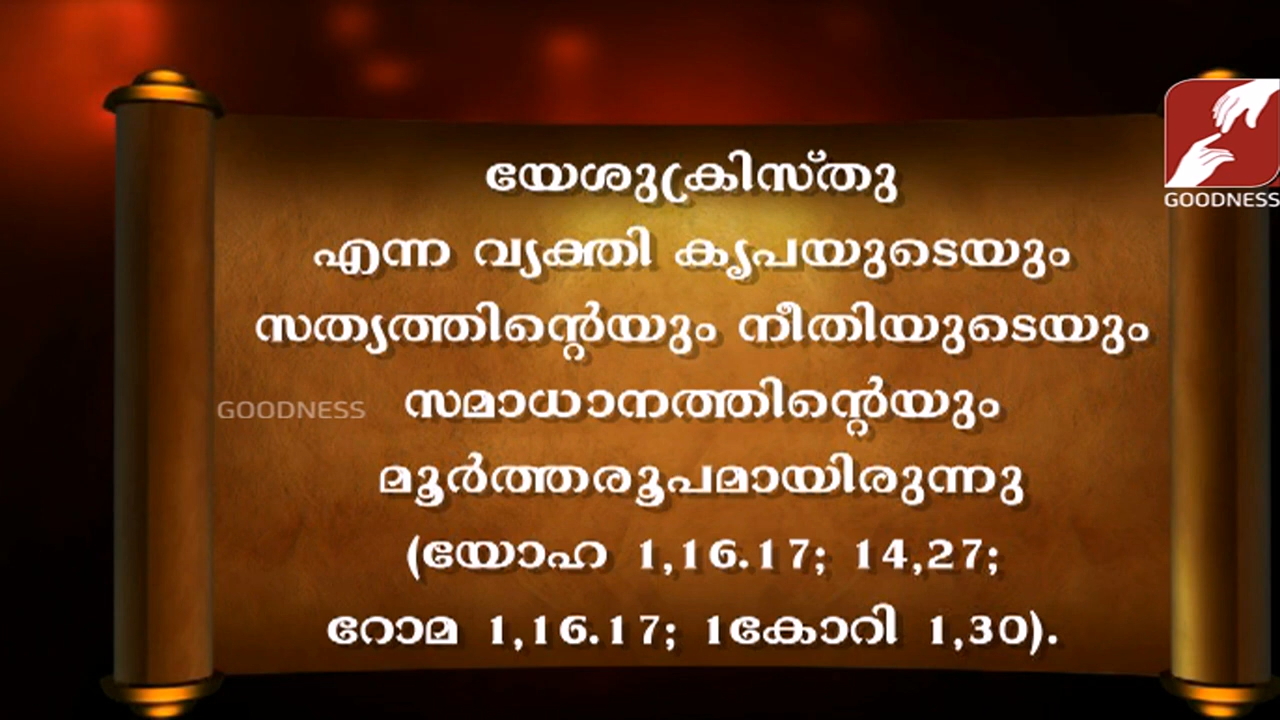 യേശുക്രിസ്തു
എന്ന വ്യക്തി കൃപയുടെയും
സത്യത്തിന്റെയും നീതിയുടെയും
സമാധാനത്തിന്റെയും
മൂർത്തരൂപമായിരുന്നു
(യോഹ 1,16.17; 14,27;
റോമ 1,16.17; 1കോറി 1,30).
GOODNESS
GOODNESS